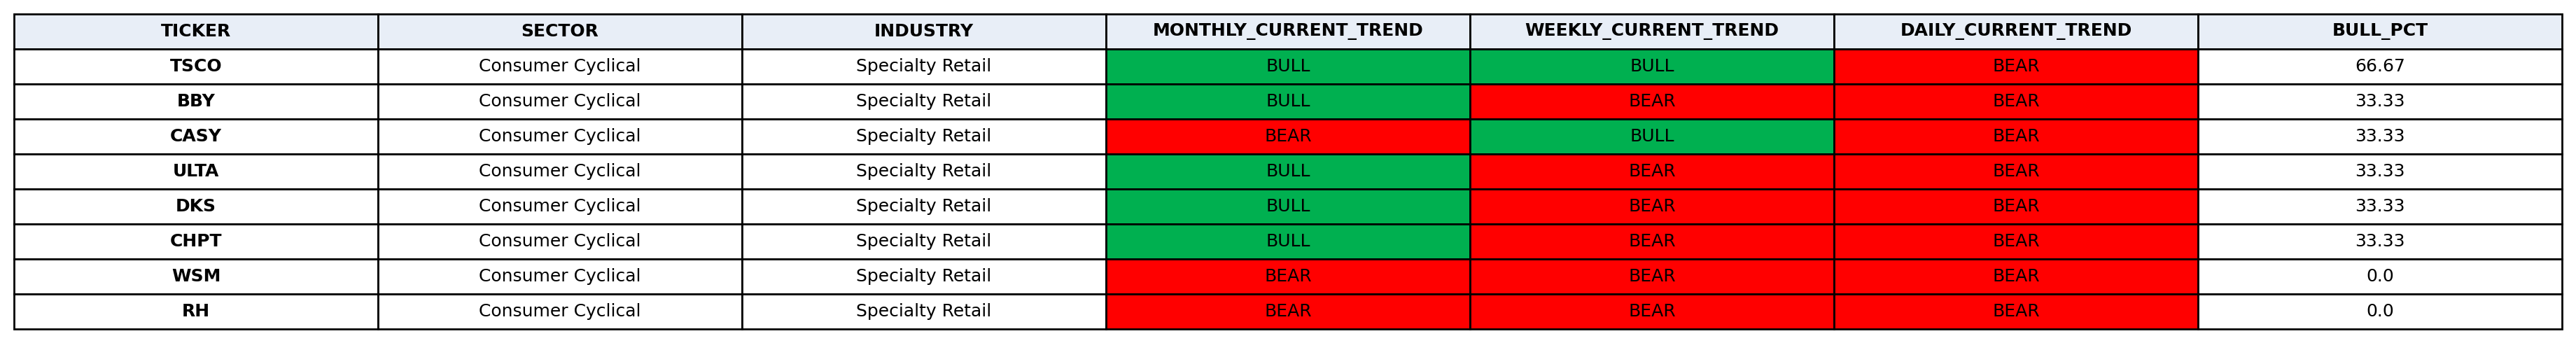 TICKER SECTOR INDUSTRY MONTHLY_CURRENT_TREND WEEKLY_CURRENT_TREND DAILY_CURRENT_TREND BULL_PCT
TSCO Consumer Cyclical Specialty Retail BULL BULL BEAR 66.67
BBY Consumer Cyclical Specialty Retail BULL BEAR BEAR 33.33
CASY Consumer Cyclical Specialty Retail BEAR BULL BEAR 33.33
ULTA Consumer Cyclical Specialty Retail BULL BEAR BEAR 33.33
DKS Consumer Cyclical Specialty Retail BULL BEAR BEAR 33.33
CHPT Consumer Cyclical Specialty Retail BULL BEAR BEAR 33.33
WSM Consumer Cyclical Specialty Retail BEAR BEAR BEAR 0.0
RH Consumer Cyclical Specialty Retail BEAR BEAR BEAR 0.0